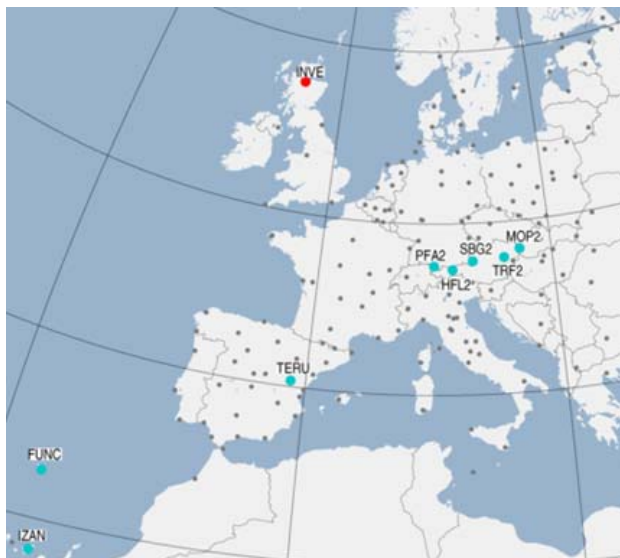 INVE
MOP2
SBG2
PFA2
TRF2
HFL2
TERU
FUNC
IZAN